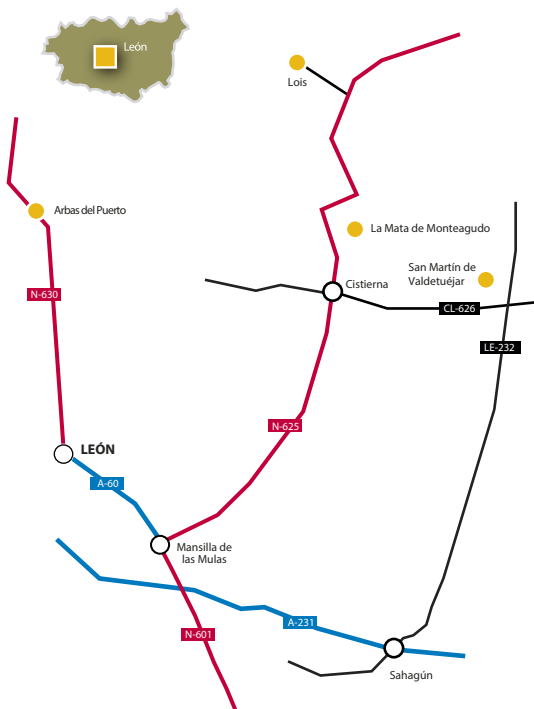 León
Lois
Arbas del Puerto
La Mata de Monteagudo
San Martín de
Valdetuéjar
Cistierna
N-630
CL-626
LE-232
N-625
LEÓN
A-60
Mansilla de
las Mulas
A-231
N-601
Sahagún